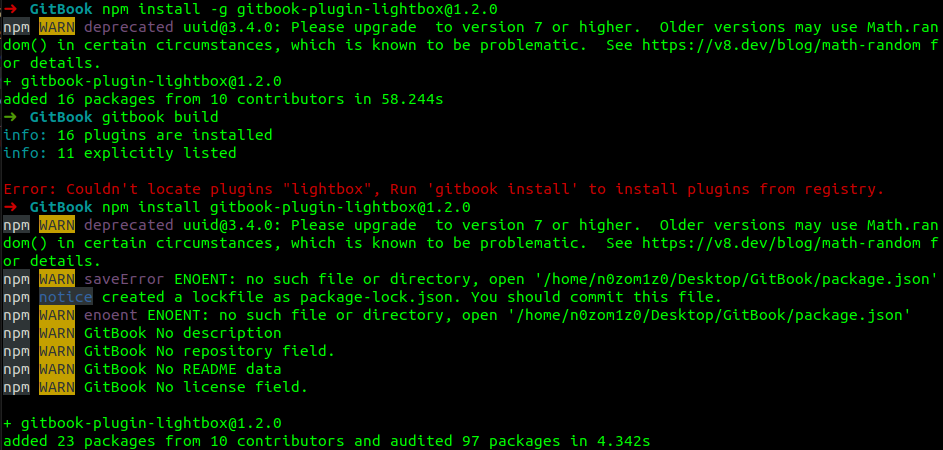 ➜ GitBook npm install -g gitbook-plugin-lightbox@1.2.0
npm WARN deprecated uuid@3.4.0: Please upgrade  to version 7 or higher.  Older versions may use Math.ran
dom() in certain circumstances, which is known to be problematic.  See https://v8.dev/blog/math-random f
or details.
+ gitbook-plugin-lightbox@1.2.0
added 16 packages from 10 contributors in 58.244s
➜ GitBook gitbook build
info: 16 plugins are installed
info: 11 explicitly listed
Error: Couldn't locate plugins "lightbox", Run 'gitbook install' to install plugins from registry.
➜ GitBook npm install gitbook-plugin-lightbox@1.2.0
npm WARN deprecated uuid@3.4.0: Please upgrade  to version 7 or higher.  Older versions may use Math.ran
dom() in certain circumstances, which is known to be problematic.  See https://v8.dev/blog/math-random f
or details.
npm WARN saveError ENOENT: no such file or directory, open '/home/n0zom1z0/Desktop/GitBook/package.json'
npm notice created a lockfile as package-lock.json. You should commit this file.
npm WARN enoent ENOENT: no such file or directory, open '/home/n0zom1z0/Desktop/GitBook/package.json'
npm WARN GitBook No description
npm WARN GitBook No repository field.
npm WARN GitBook No README data
npm WARN GitBook No license field.
+ gitbook-plugin-lightbox@1.2.0
added 23 packages from 10 contributors and audited 97 packages in 4.342s